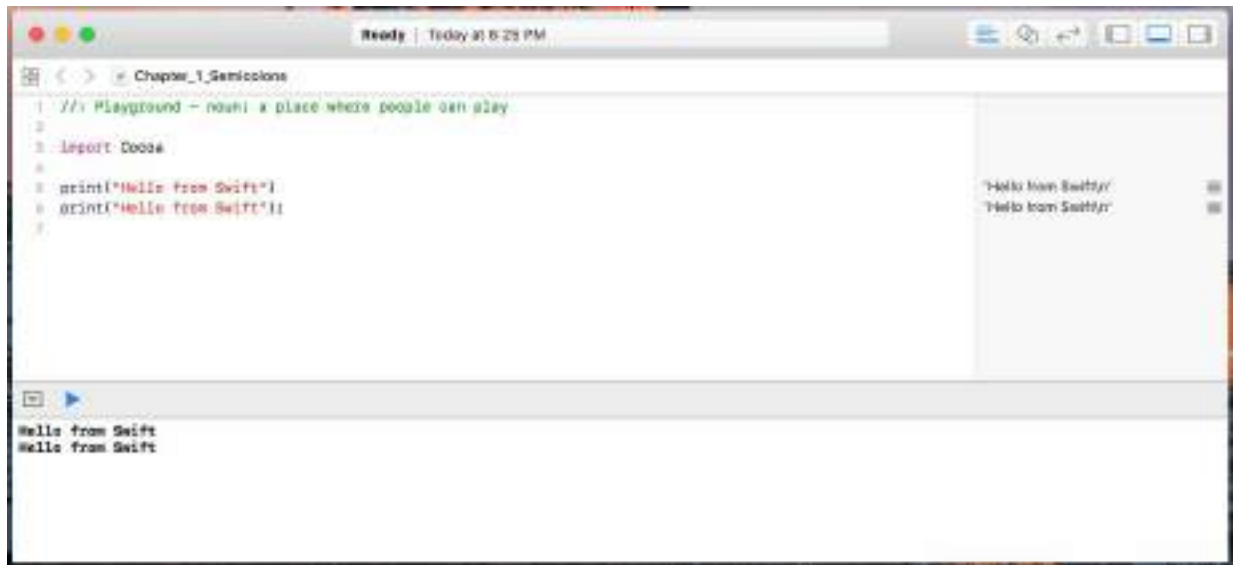 Ready | Today at 6:25 PM
Chapter_1_Semicolons
1 //: Playground - noun: a place where people can play
2
3 import Cocoa
4
5 print("Hello from Swift")
6 print("Hello from Swift");
7
"Hello from Swift\n"
"Hello from Swift\n"
Hello from Swift
Hello from Swift